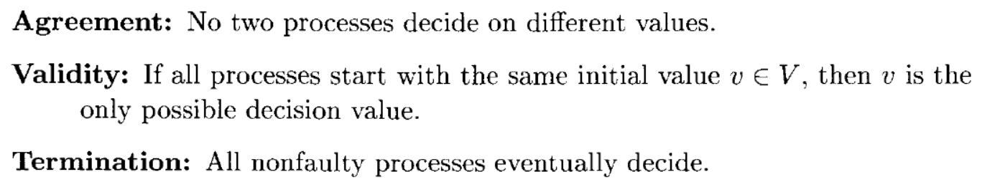 Agreement: No two processes decide on different values.
Validity: If all processes start with the same initial value v ∈ V, then v is the
only possible decision value.
Termination: All nonfaulty processes eventually decide.